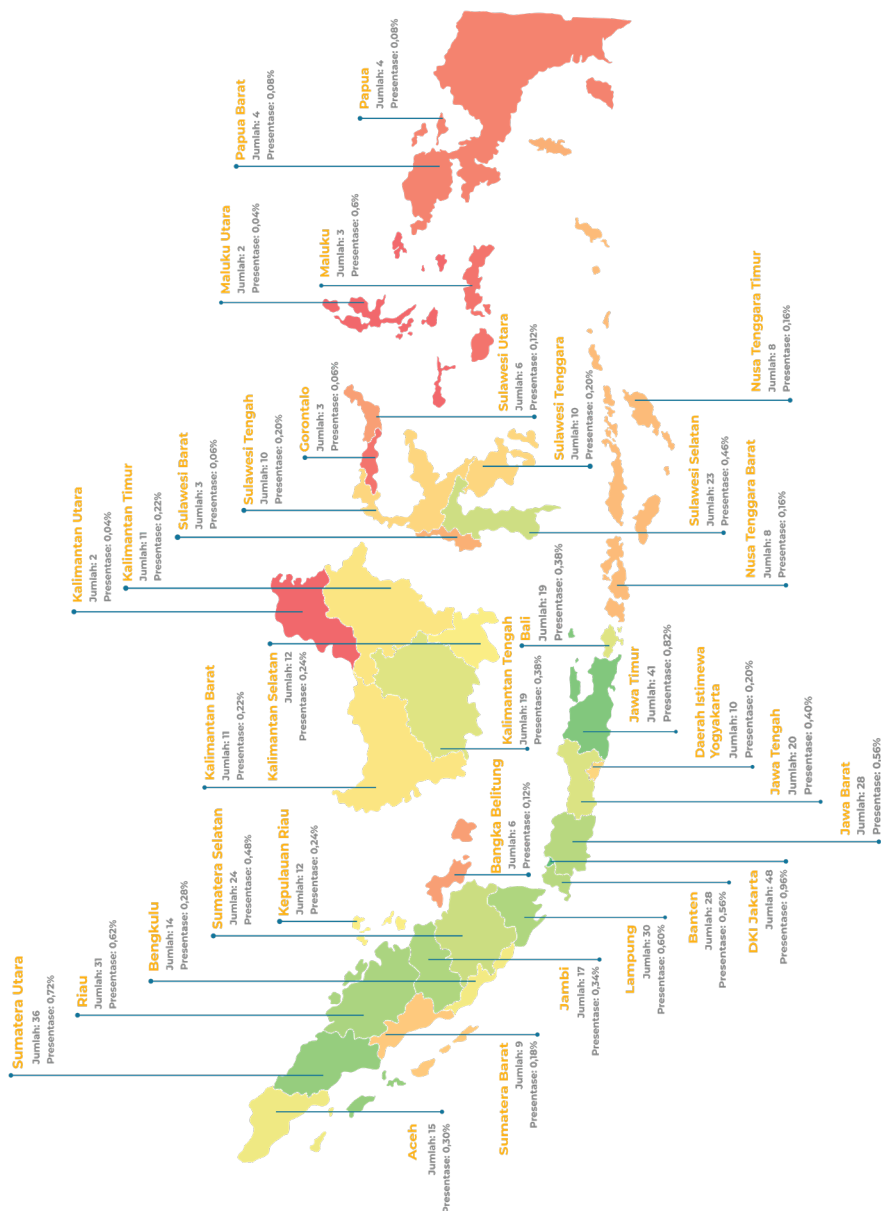 Sumatera Utara
Jumlah: 36
Presentase: 0,72%
Riau
Jumlah: 31
Presentase: 0,62%
Bengkulu
Jumlah: 14
Presentase: 0,28%
Sumatera Selatan
Jumlah: 24
Presentase: 0,48%
Kepulauan Riau
Jumlah: 12
Presentase: 0,24%
Kalimantan Barat
Jumlah: 11
Presentase: 0,22%
Kalimantan Selatan
Jumlah: 12
Presentase: 0,24%
Kalimantan Utara
Jumlah: 2
Presentase: 0,04%
Kalimantan Timur
Jumlah: 11
Presentase: 0,22%
Sulawesi Barat
Jumlah: 3
Presentase: 0,06%
Sulawesi Tengah
Jumlah: 10
Presentase: 0,20%
Gorontalo
Jumlah: 3
Presentase: 0,06%
Maluku Utara
Jumlah: 2
Presentase: 0,04%
Maluku
Jumlah: 3
Presentase: 0,6%
Papua Barat
Jumlah: 4
Presentase: 0,08%
Papua
Jumlah: 4
Presentase: 0,08%
Aceh
Jumlah: 15
Presentase: 0,30%
Sumatera Barat
Jumlah: 9
Presentase: 0,18%
Jambi
Jumlah: 17
Presentase: 0,34%
Lampung
Jumlah: 30
Presentase: 0,60%
Bangka Belitung
Jumlah: 6
Presentase: 0,12%
Banten
Jumlah: 28
Presentase: 0,56%
DKI Jakarta
Jumlah: 48
Presentase: 0,96%
Jawa Barat
Jumlah: 28
Presentase: 0,56%
Jawa Tengah
Jumlah: 20
Presentase: 0,40%
Daerah Istimewa
Yogyakarta
Jumlah: 10
Presentase: 0,20%
Jawa Timur
Jumlah: 41
Presentase: 0,82%
Kalimantan Tengah
Jumlah: 19
Presentase: 0,38%
Bali
Jumlah: 19
Presentase: 0,38%
Nusa Tenggara Barat
Jumlah: 8
Presentase: 0,16%
Sulawesi Selatan
Jumlah: 23
Presentase: 0,46%
Sulawesi Tenggara
Jumlah: 10
Presentase: 0,20%
Sulawesi Utara
Jumlah: 6
Presentase: 0,12%
Nusa Tenggara Timur
Jumlah: 8
Presentase: 0,16%